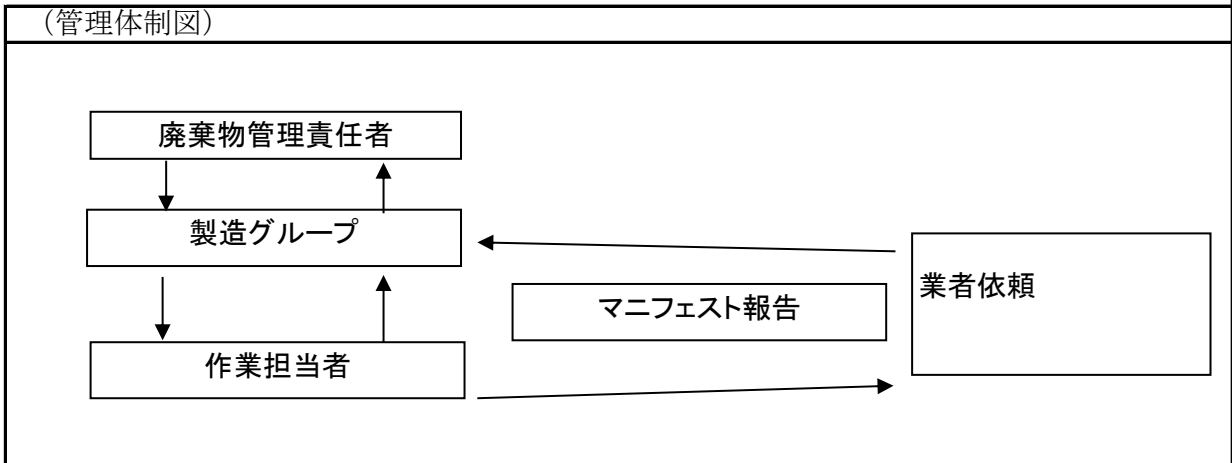 （管理体制図）
廃棄物管理責任者
製造グループ
業者依頼
マニフェスト報告
作業担当者